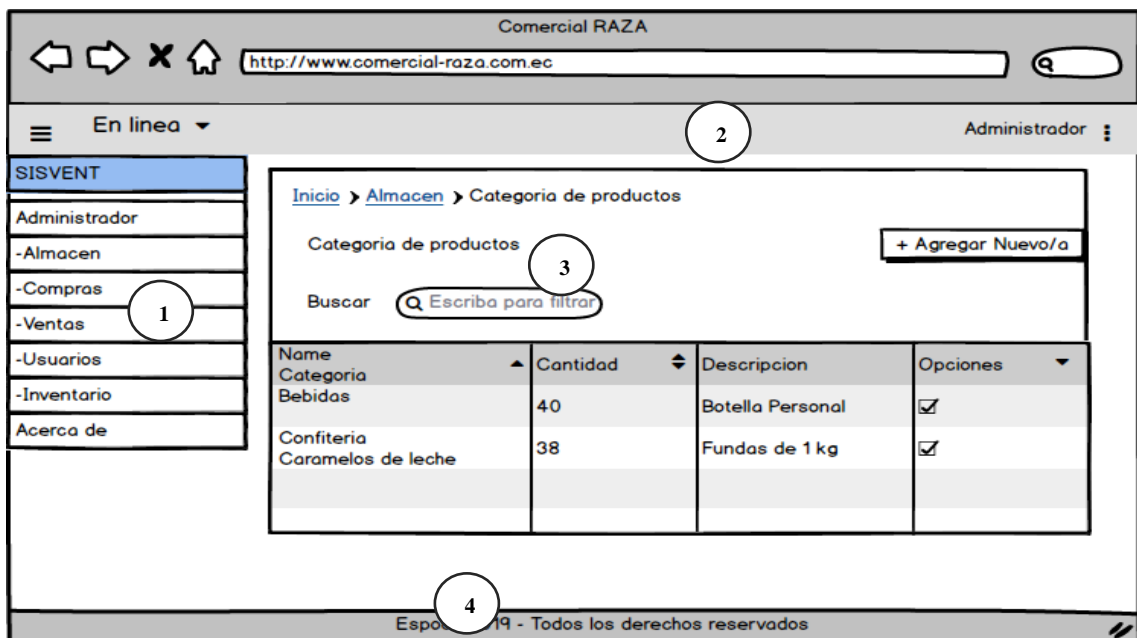 Comercial RAZA
http://www.comercial-raza.com.ec
En linea
2
Administrador
SISVENT
Administrador
-Almacen
-Compras
1
-Ventas
-Usuarios
-Inventario
Acerca de
Inicio > Almacen > Categoria de productos
Categoria de productos
+ Agregar Nuevo/a
3
Buscar Escriba para filtrar
Name Categoria Cantidad Descripcion Opciones
Bebidas 40 Botella Personal
Confiteria
Caramelos de leche 38 Fundas de 1 kg
4
- Todos los derechos reservados